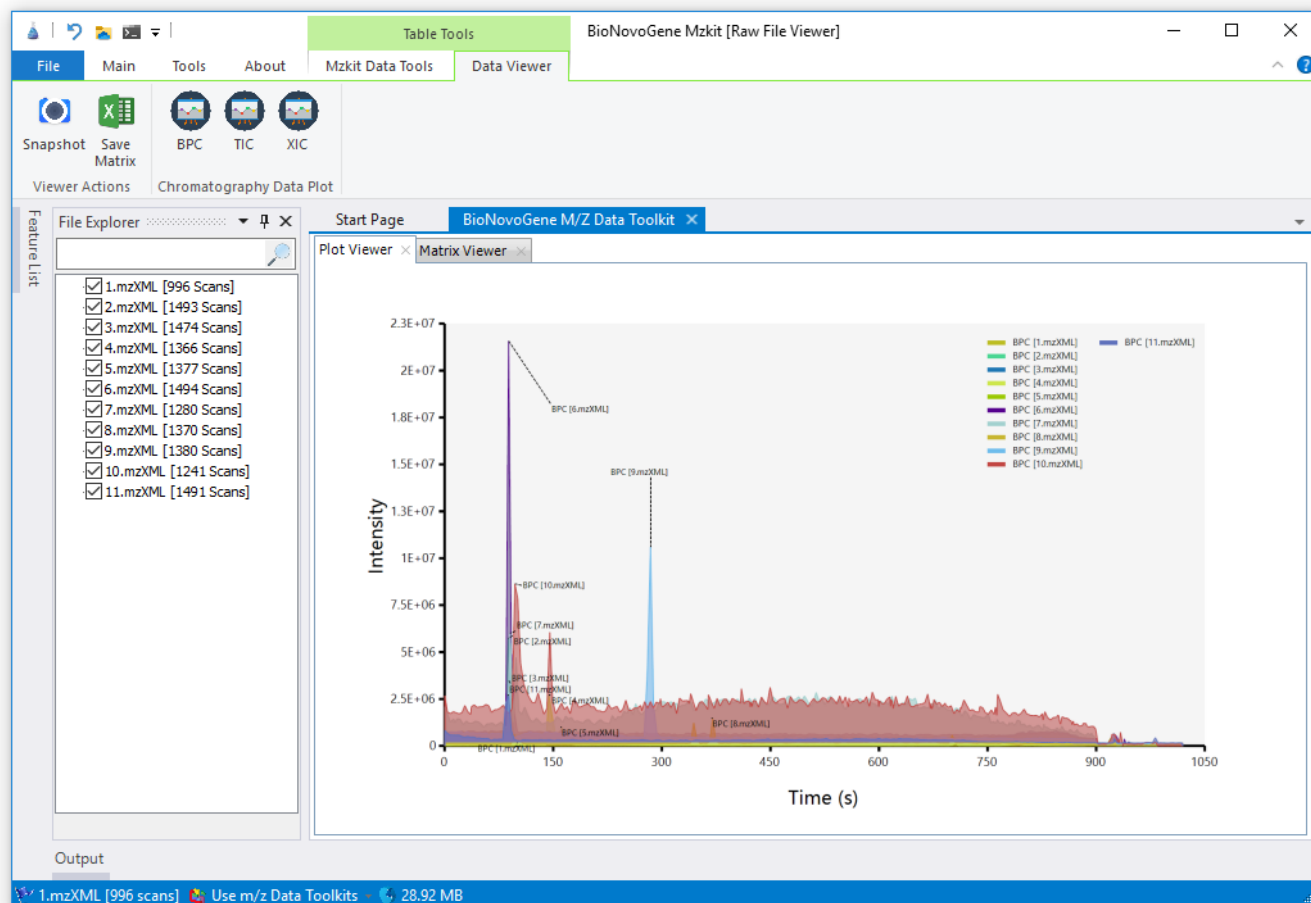 Table Tools
BioNovoGene Mzkit [Raw File Viewer]
File
Main
Tools
About
Mzkit Data Tools
Data Viewer
Snapshot
Save Matrix
BPC
TIC
XIC
Viewer Actions
Chromatography Data Plot
Feature List
File Explorer
1.mzXML [996 Scans]
2.mzXML [1493 Scans]
3.mzXML [1474 Scans]
4.mzXML [1366 Scans]
5.mzXML [1377 Scans]
6.mzXML [1494 Scans]
7.mzXML [1280 Scans]
8.mzXML [1370 Scans]
9.mzXML [1380 Scans]
10.mzXML [1241 Scans]
11.mzXML [1491 Scans]
Start Page
BioNovoGene M/Z Data Toolkit
Plot Viewer
Matrix Viewer
2.3E+07
2E+07
1.8E+07
1.5E+07
1.3E+07
1E+07
7.5E+06
5E+06
2.5E+06
0
Intensity
BPC [6.mzXML]
BPC [9.mzXML]
BPC [10.mzXML]
BPC [7.mzXML]
BPC [2.mzXML]
BPC [3.mzXML]
BPC [11.mzXML]
BPC [4.mzXML]
BPC [8.mzXML]
BPC [5.mzXML]
BPC [1.mzXML]
BPC [1.mzXML]
BPC [2.mzXML]
BPC [3.mzXML]
BPC [4.mzXML]
BPC [5.mzXML]
BPC [6.mzXML]
BPC [7.mzXML]
BPC [8.mzXML]
BPC [9.mzXML]
BPC [10.mzXML]
BPC [11.mzXML]
0
150
300
450
600
750
900
1050
Time (s)
Output
1.mzXML [996 scans]
Use m/z Data Toolkits
28.92 MB